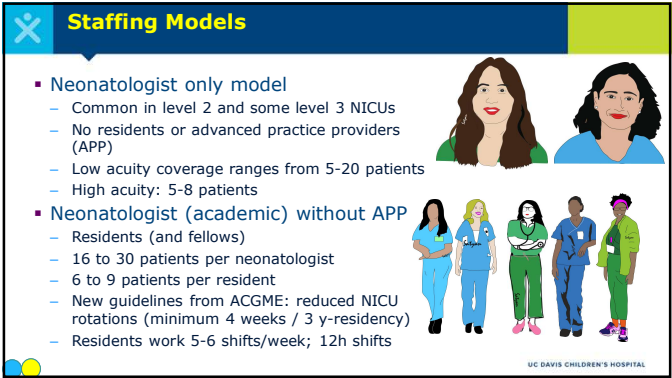 Staffing Models
▪ Neonatologist only model
– Common in level 2 and some level 3 NICUs
– No residents or advanced practice providers
(APP)
– Low acuity coverage ranges from 5-20 patients
– High acuity: 5-8 patients
▪ Neonatologist (academic) without APP
– Residents (and fellows)
– 16 to 30 patients per neonatologist
– 6 to 9 patients per resident
– New guidelines from ACGME: reduced NICU
rotations (minimum 4 weeks / 3 y-residency)
– Residents work 5-6 shifts/week; 12h shifts
UC DAVIS CHILDREN'S HOSPITAL